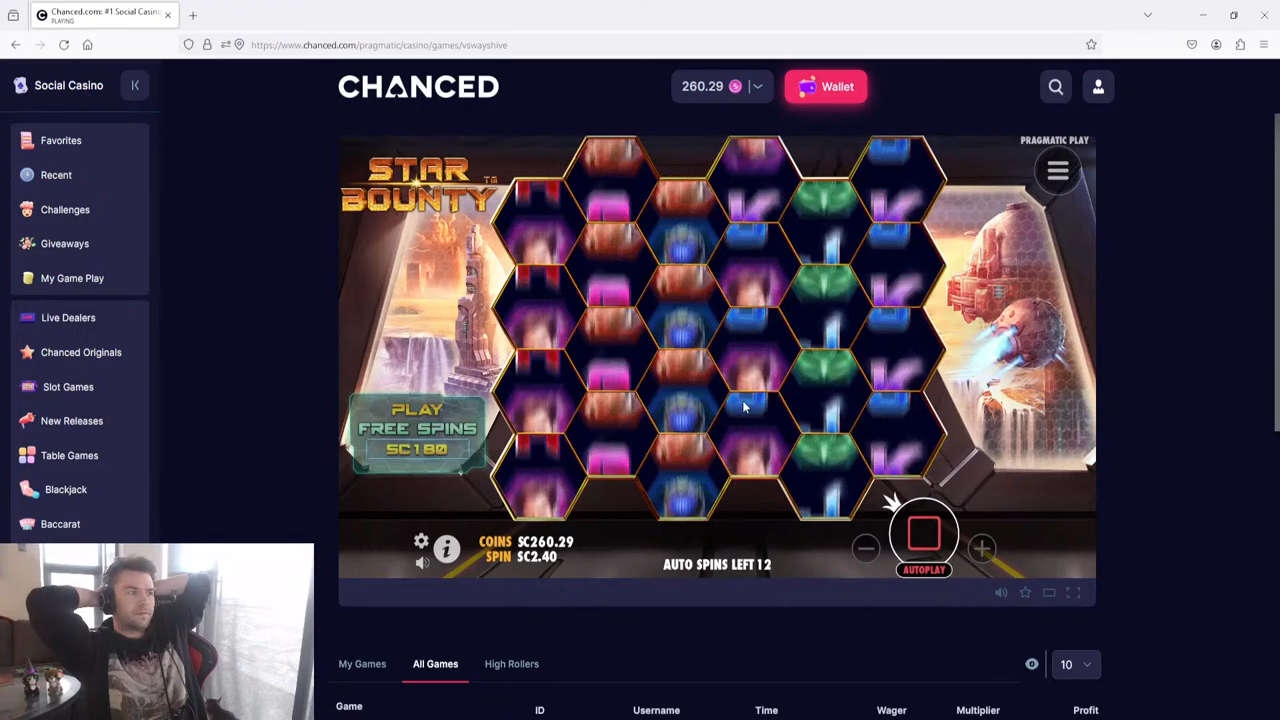 Chanced.com: #1 Social Casin
PLAYING
https://www.chanced.com/pragmatic/casino/games/vswayshive
Social Casino
CHANCED
260.29
Wallet
Favorites
Recent
Challenges
Giveaways
My Game Play
Live Dealers
Chanced Originals
Slot Games
New Releases
Table Games
Blackjack
Baccarat
PRAGMATIC PLAY
STAR
BOUNTY™
PLAY
FREE SPINS
SC180
COINS SC260.29
SPIN SC2.40
AUTO SPINS LEFT 12
AUTOPLAY
My Games
All Games
High Rollers
10
Game
ID
Username
Time
Wager
Multiplier
Profit